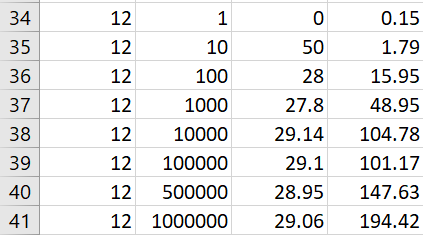 34 12 1 0 0.15
35 12 10 50 1.79
36 12 100 28 15.95
37 12 1000 27.8 48.95
38 12 10000 29.14 104.78
39 12 100000 29.1 101.17
40 12 500000 28.95 147.63
41 12 1000000 29.06 194.42